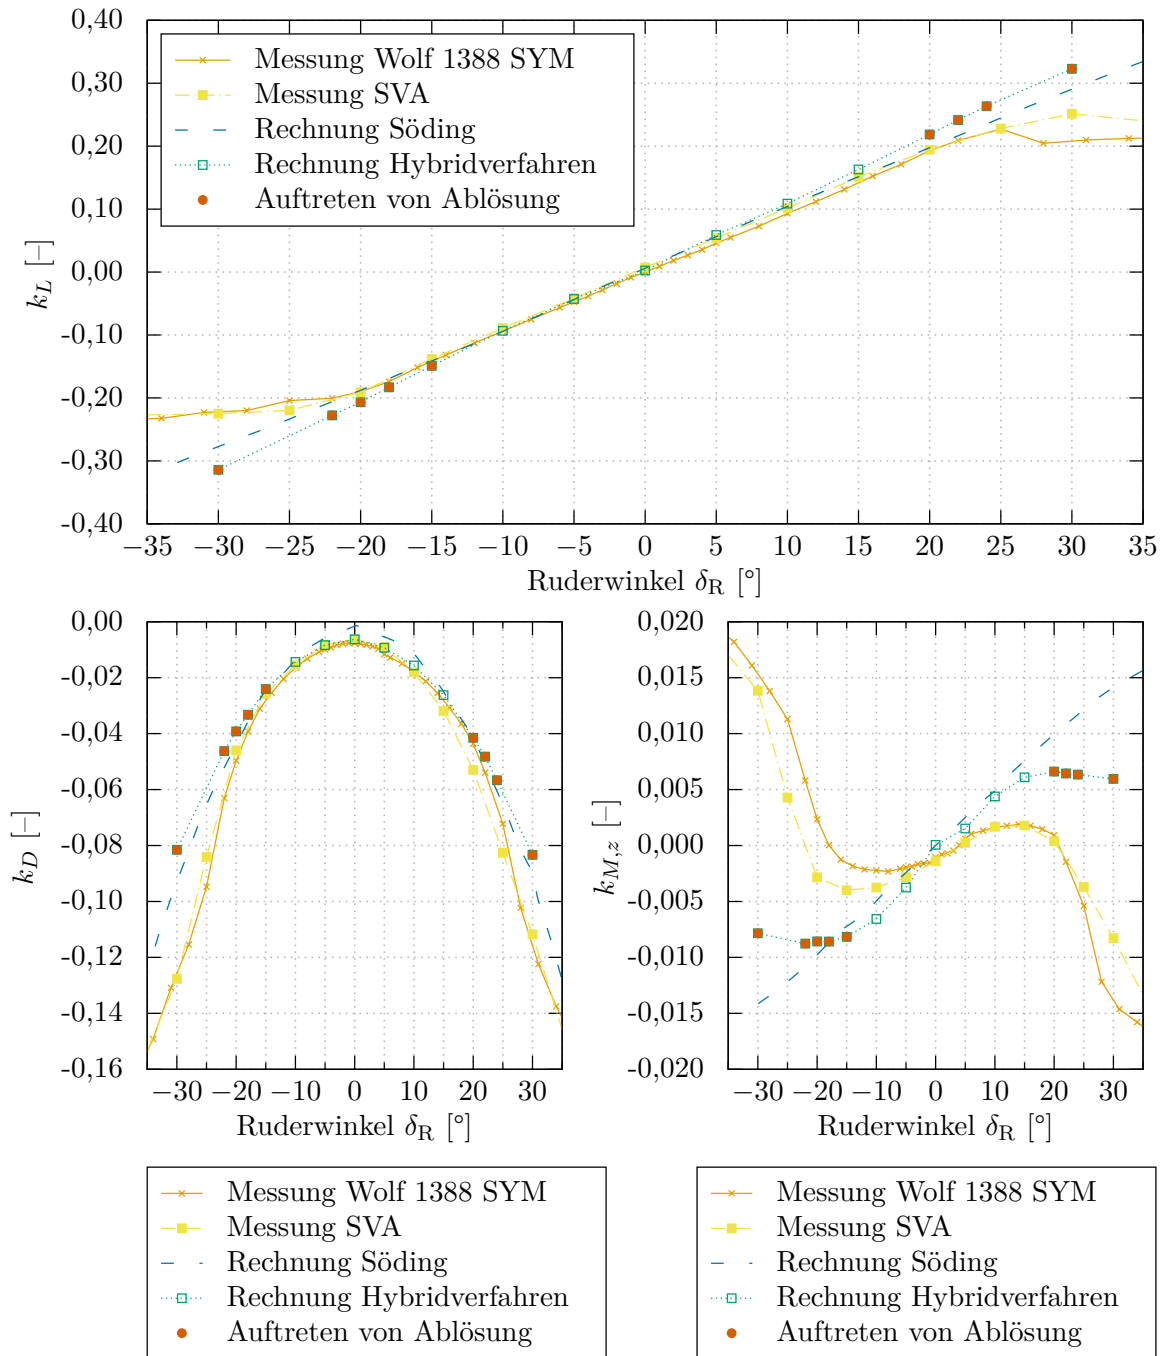 0,40
0,30
0,20
0,10
0,00
-0,10
-0,20
-0,30
-0,40
k_L [−]
Messung Wolf 1388 SYM
Messung SVA
Rechnung Söding
Rechnung Hybridverfahren
Auftreten von Ablösung
−35 −30 −25 −20 −15 −10 −5 0 5 10 15 20 25 30 35
Ruderwinkel δ_R [°]
0,00
-0,02
-0,04
-0,06
-0,08
-0,10
-0,12
-0,14
-0,16
k_D [−]
−30 −20 −10 0 10 20 30
Ruderwinkel δ_R [°]
0,020
0,015
0,010
0,005
0,000
-0,005
-0,010
-0,015
-0,020
k_{M,z} [−]
−30 −20 −10 0 10 20 30
Ruderwinkel δ_R [°]
Messung Wolf 1388 SYM
Messung SVA
Rechnung Söding
Rechnung Hybridverfahren
Auftreten von Ablösung
Messung Wolf 1388 SYM
Messung SVA
Rechnung Söding
Rechnung Hybridverfahren
Auftreten von Ablösung